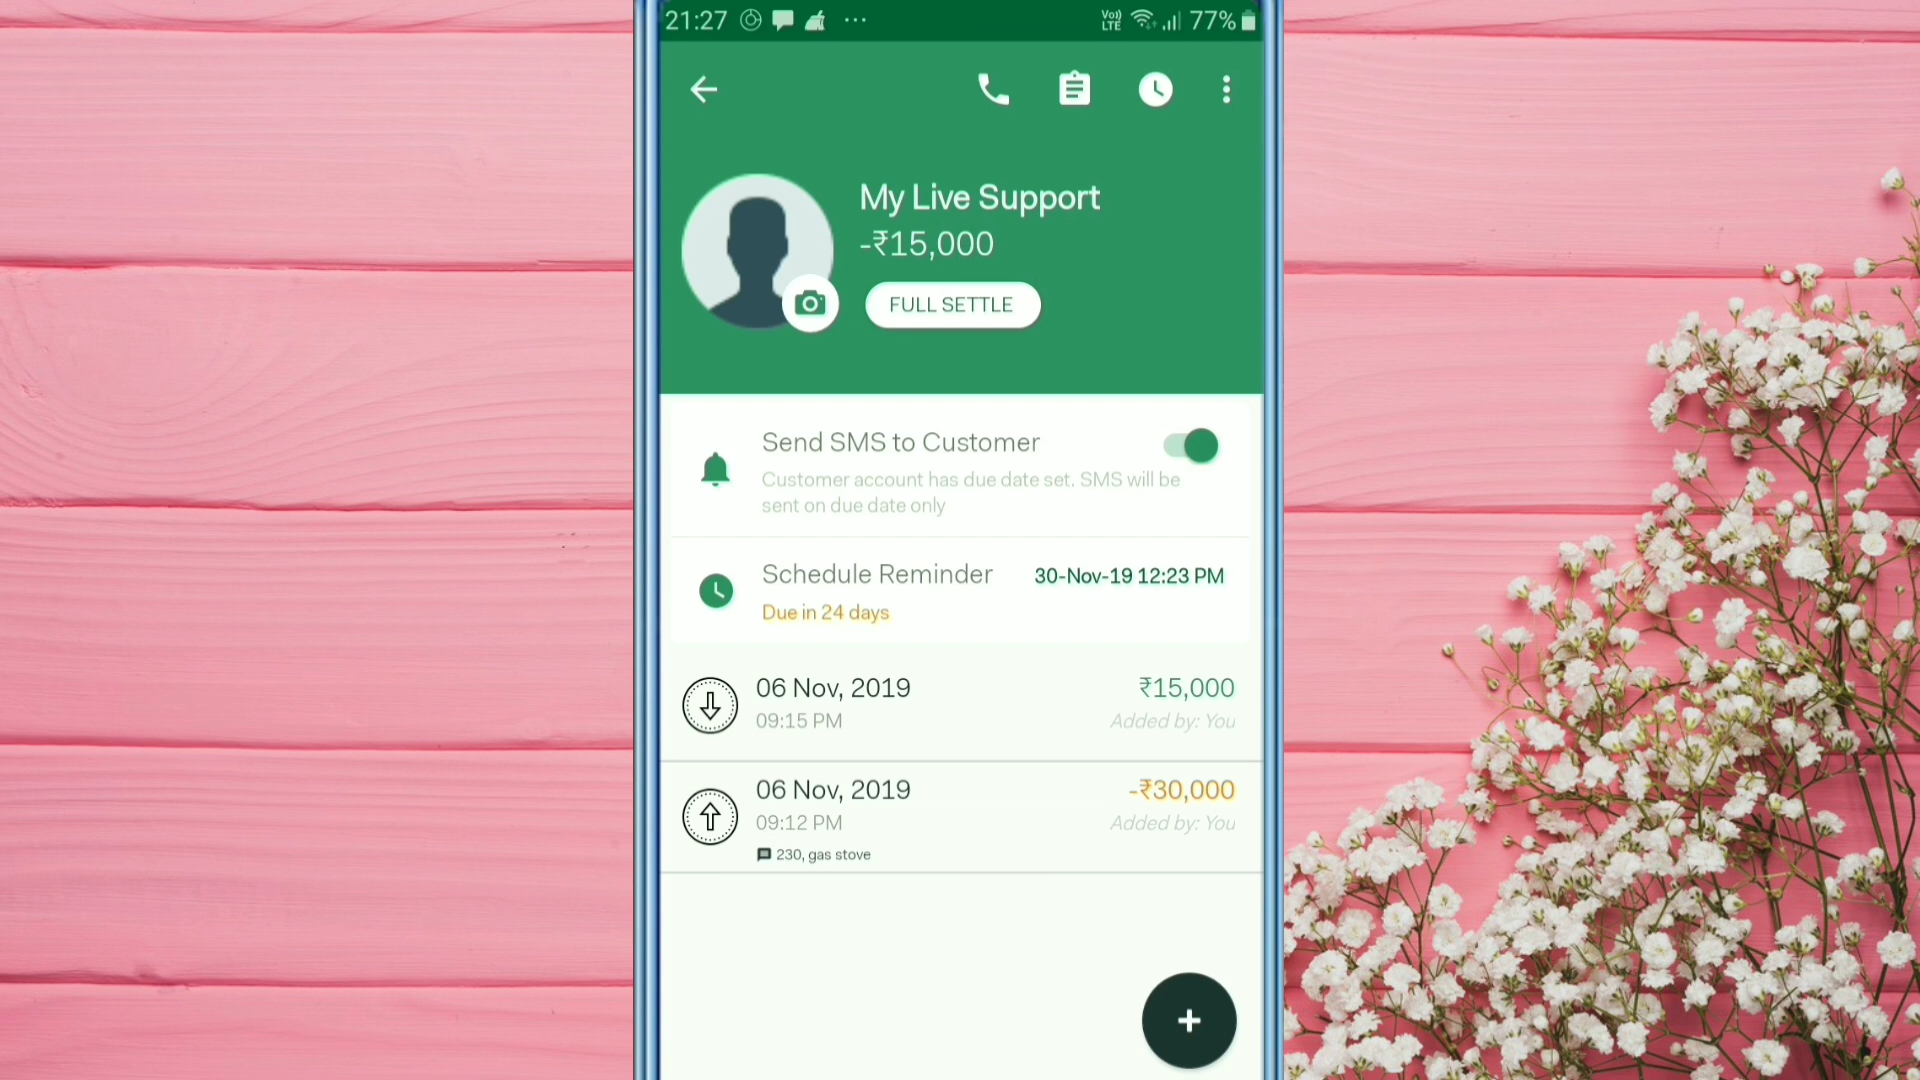 21:27
Vo)) LTE 77%
My Live Support
-₹15,000
FULL SETTLE
Send SMS to Customer
Customer account has due date set. SMS will be
sent on due date only
Schedule Reminder 30-Nov-19 12:23 PM
Due in 24 days
06 Nov, 2019 ₹15,000
09:15 PM Added by: You
06 Nov, 2019 -₹30,000
09:12 PM Added by: You
230, gas stove